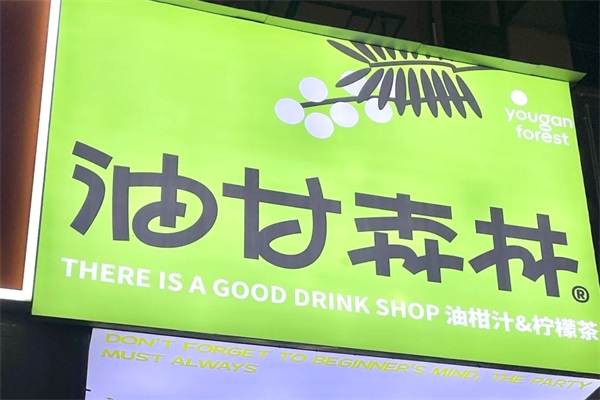 yougan
forest
油甘森林®
THERE IS A GOOD DRINK SHOP 油柑汁&柠檬茶
DON'T FORGET TO BEGINNER'S MIND, THE PARTY
MUST ALWAYS